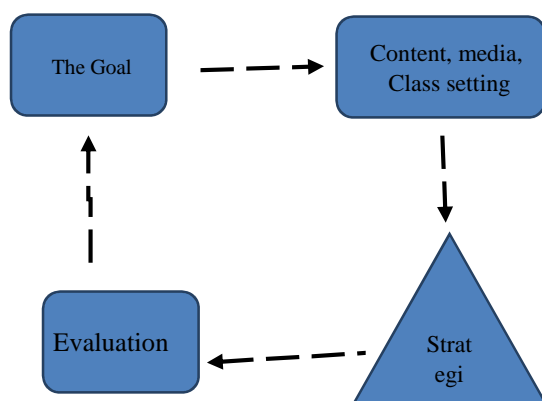 The Goal
Content, media,
Class setting
Strat
egi
Evaluation